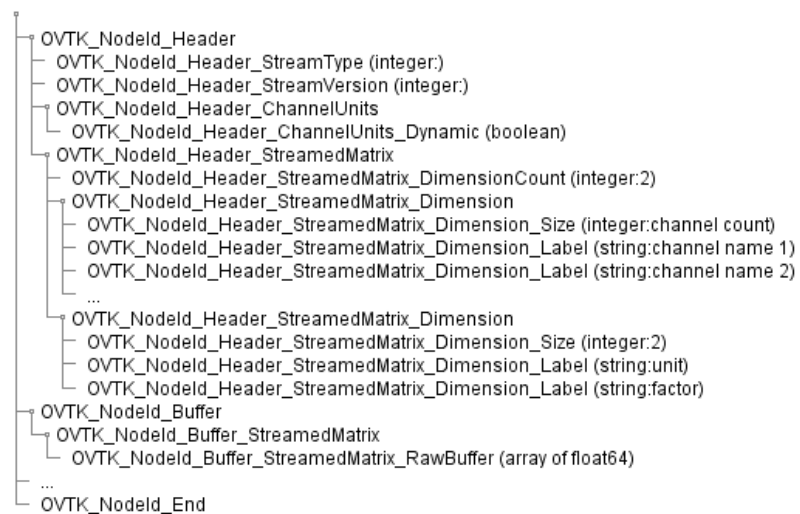 OVTK_NodeId_Header
OVTK_NodeId_Header_StreamType (integer:)
OVTK_NodeId_Header_StreamVersion (integer:)
OVTK_NodeId_Header_ChannelUnits
OVTK_NodeId_Header_ChannelUnits_Dynamic (boolean)
OVTK_NodeId_Header_StreamedMatrix
OVTK_NodeId_Header_StreamedMatrix_DimensionCount (integer:2)
OVTK_NodeId_Header_StreamedMatrix_Dimension
OVTK_NodeId_Header_StreamedMatrix_Dimension_Size (integer:channel count)
OVTK_NodeId_Header_StreamedMatrix_Dimension_Label (string:channel name 1)
OVTK_NodeId_Header_StreamedMatrix_Dimension_Label (string:channel name 2)
...
OVTK_NodeId_Header_StreamedMatrix_Dimension
OVTK_NodeId_Header_StreamedMatrix_Dimension_Size (integer:2)
OVTK_NodeId_Header_StreamedMatrix_Dimension_Label (string:unit)
OVTK_NodeId_Header_StreamedMatrix_Dimension_Label (string:factor)
OVTK_NodeId_Buffer
OVTK_NodeId_Buffer_StreamedMatrix
OVTK_NodeId_Buffer_StreamedMatrix_RawBuffer (array of float64)
...
OVTK_NodeId_End